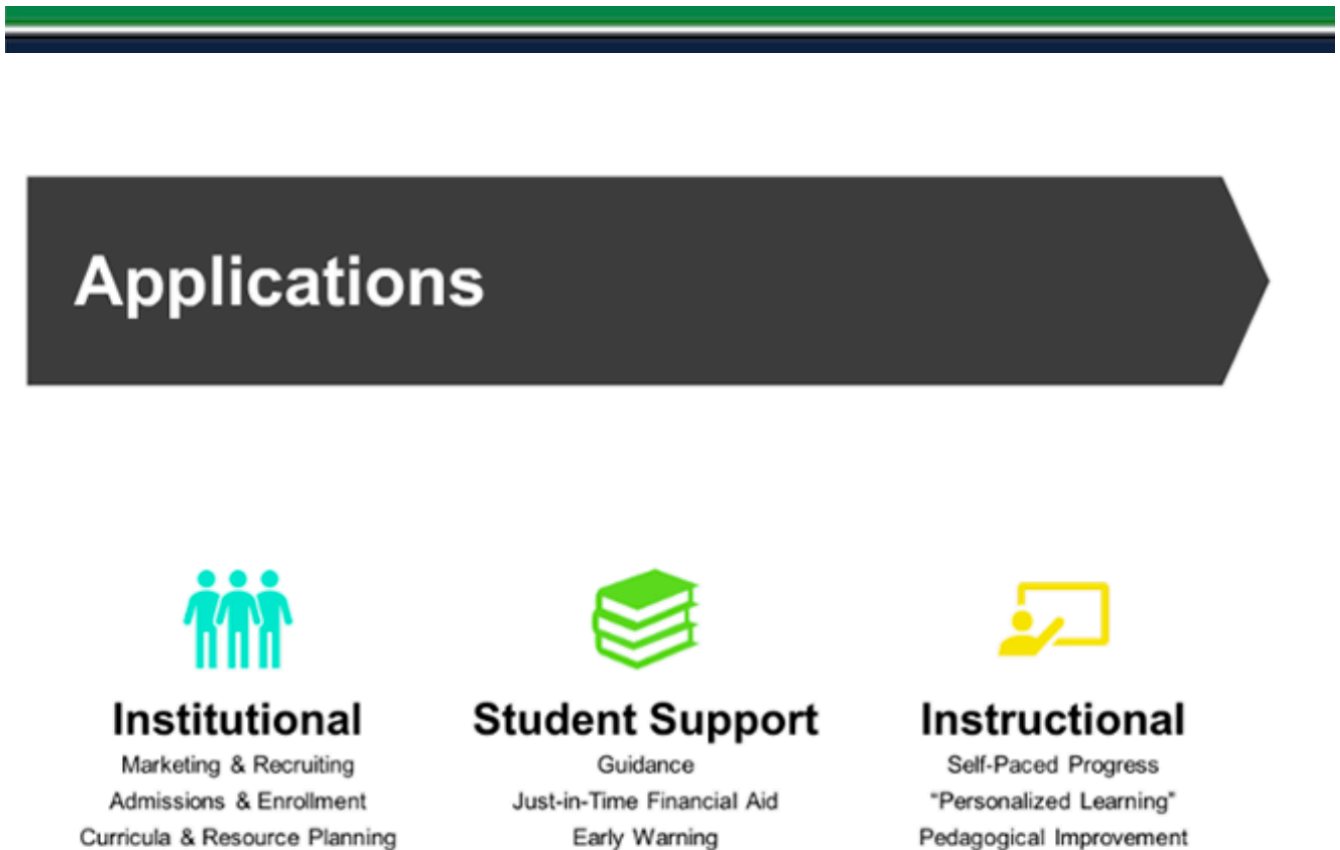 Applications
Institutional
Marketing & Recruiting
Admissions & Enrollment
Curricula & Resource Planning
Student Support
Guidance
Just-in-Time Financial Aid
Early Warning
Instructional
Self-Paced Progress
"Personalized Learning"
Pedagogical Improvement